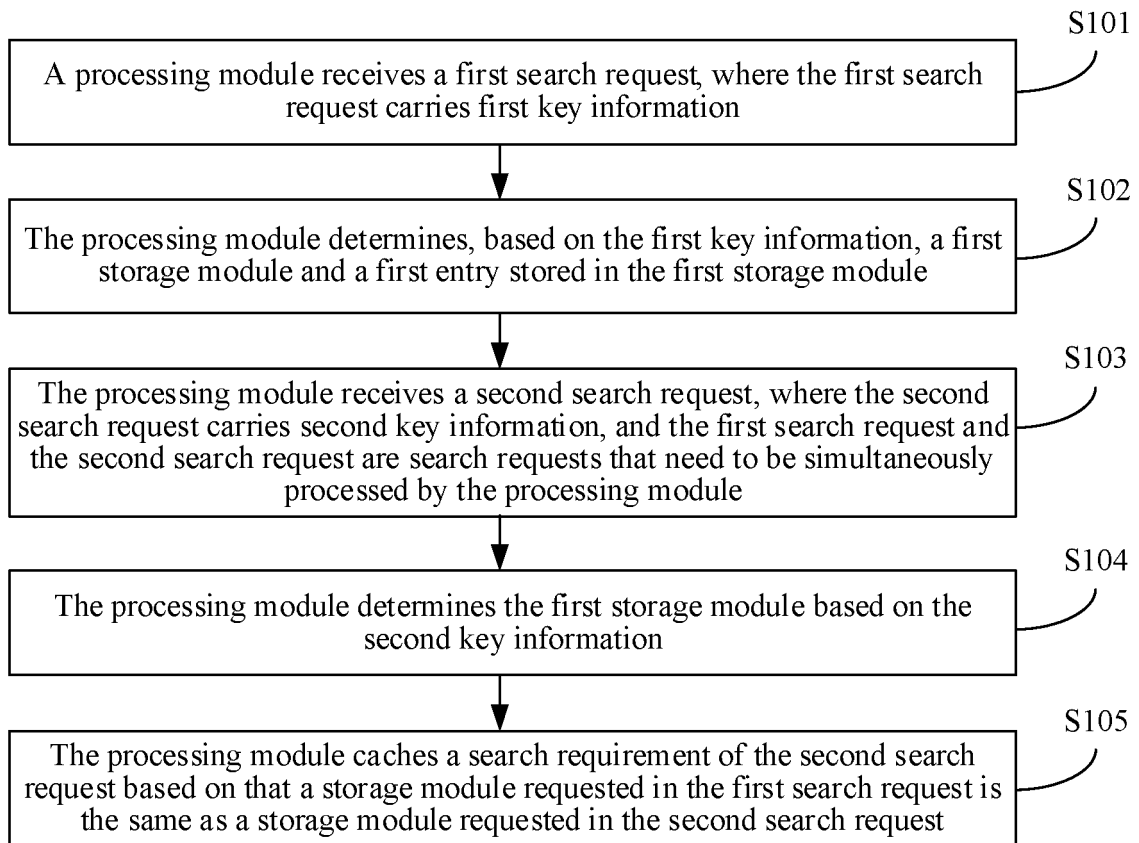 S101
A processing module receives a first search request, where the first search
request carries first key information
S102
The processing module determines, based on the first key information, a first
storage module and a first entry stored in the first storage module
S103
The processing module receives a second search request, where the second
search request carries second key information, and the first search request and
the second search request are search requests that need to be simultaneously
processed by the processing module
S104
The processing module determines the first storage module based on the
second key information
S105
The processing module caches a search requirement of the second search
request based on that a storage module requested in the first search request is
the same as a storage module requested in the second search request